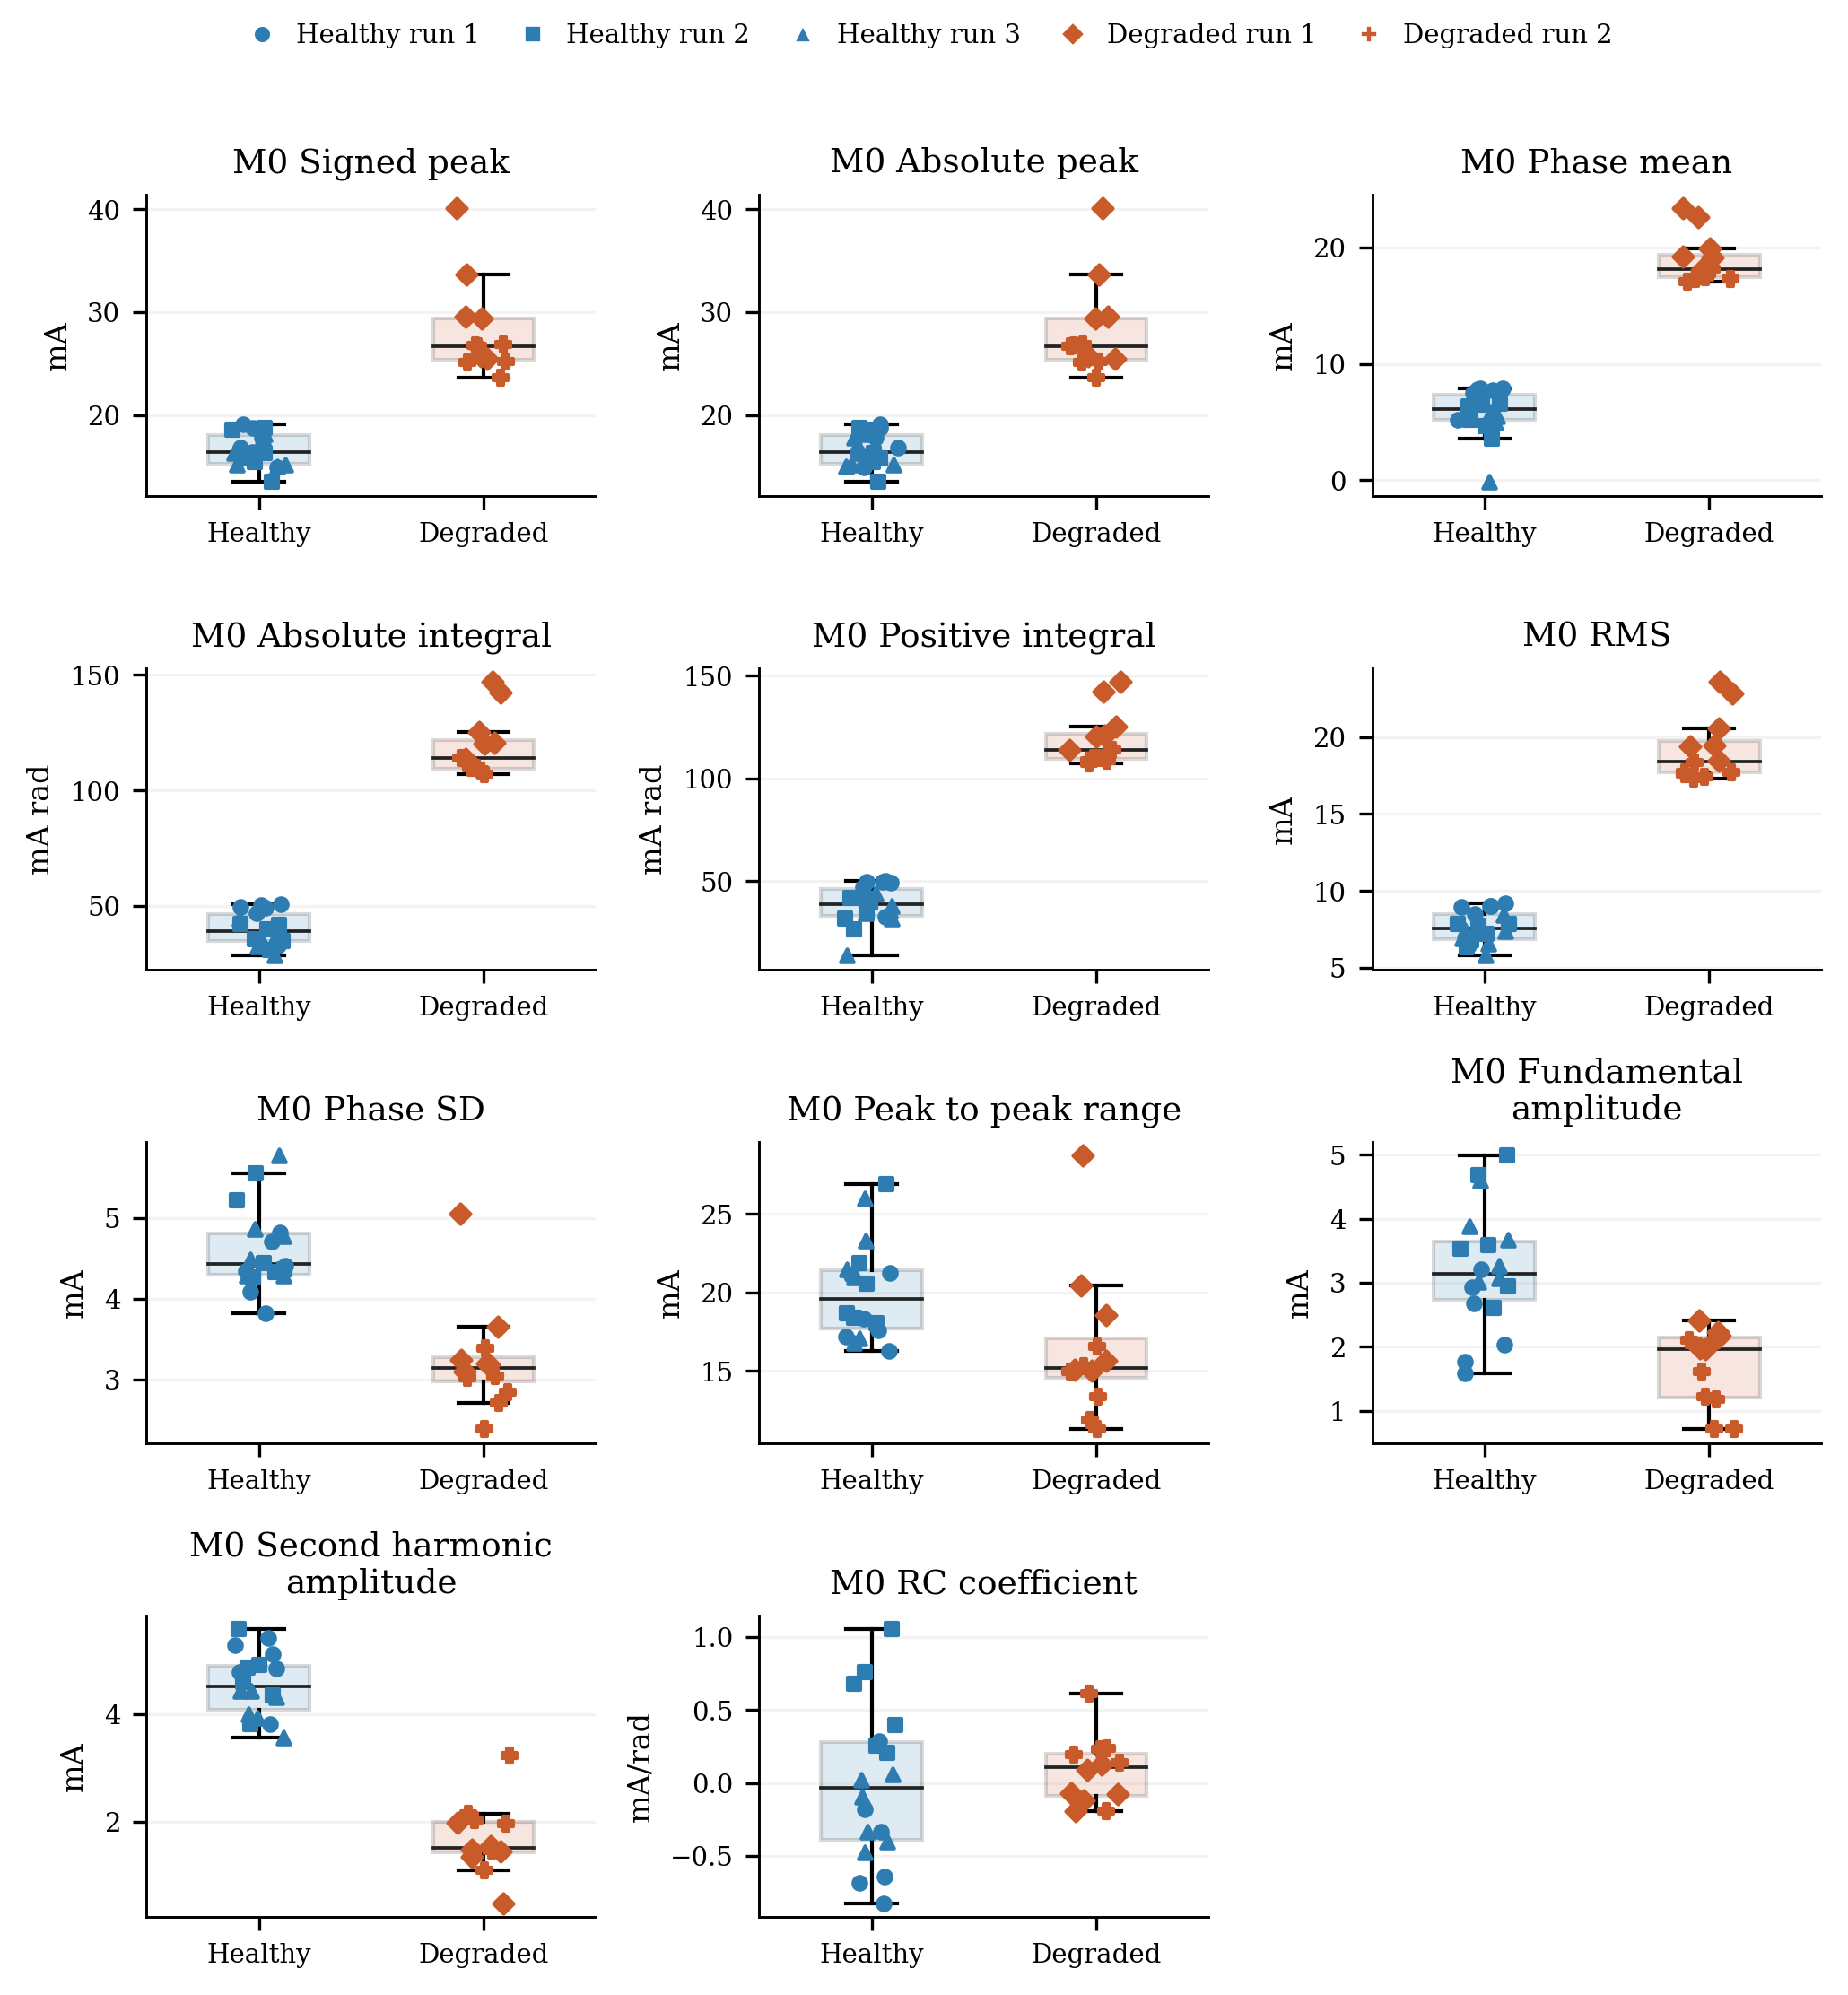 Healthy run 1 Healthy run 2 Healthy run 3 Degraded run 1 Degraded run 2
M0 Signed peak
mA
40
30
20
Healthy Degraded
M0 Absolute peak
mA
40
30
20
Healthy Degraded
M0 Phase mean
mA
20
10
0
Healthy Degraded
M0 Absolute integral
mA rad
150
100
50
Healthy Degraded
M0 Positive integral
mA rad
150
100
50
Healthy Degraded
M0 RMS
mA
20
15
10
5
Healthy Degraded
M0 Phase SD
mA
5
4
3
Healthy Degraded
M0 Peak to peak range
mA
25
20
15
Healthy Degraded
M0 Fundamental
amplitude
mA
5
4
3
2
1
Healthy Degraded
M0 Second harmonic
amplitude
mA
4
2
Healthy Degraded
M0 RC coefficient
mA/rad
1.0
0.5
0.0
−0.5
Healthy Degraded